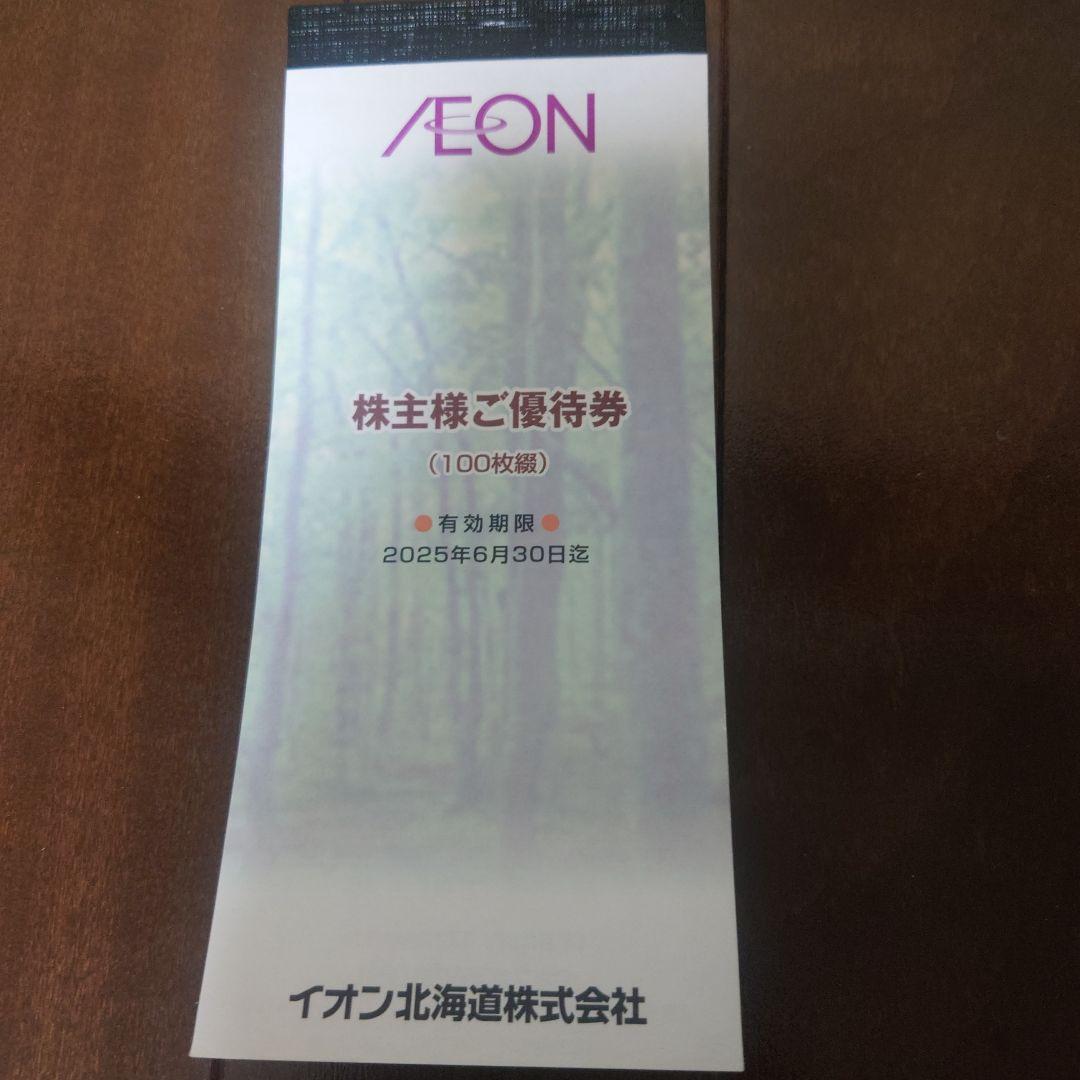 ÆON
株主様ご優待券
（100枚綴）
●有効期限●
2025年6月30日迄
イオン北海道株式会社